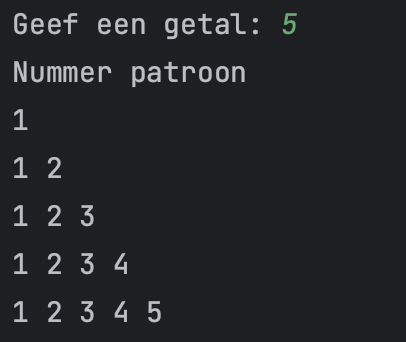 Geef een getal: 5
Nummer patroon
1
1 2
1 2 3
1 2 3 4
1 2 3 4 5